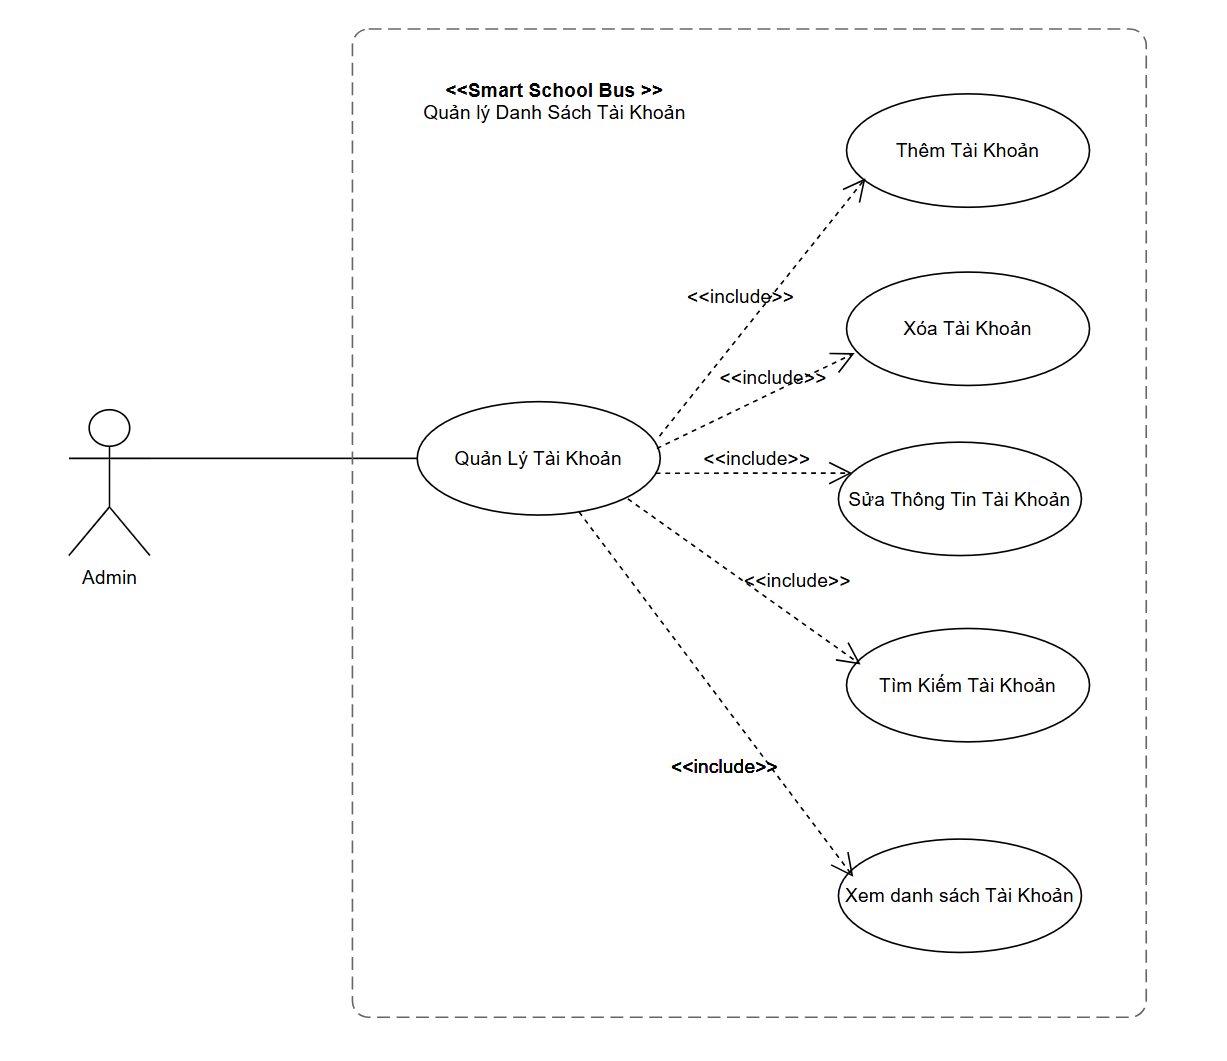 <<Smart School Bus >>
Quản lý Danh Sách Tài Khoản
Thêm Tài Khoản
<<include>>
Xóa Tài Khoản
<<include>>
Quản Lý Tài Khoản
<<include>>
Sửa Thông Tin Tài Khoản
Admin
<<include>>
Tìm Kiếm Tài Khoản
<<include>>
Xem danh sách Tài Khoản